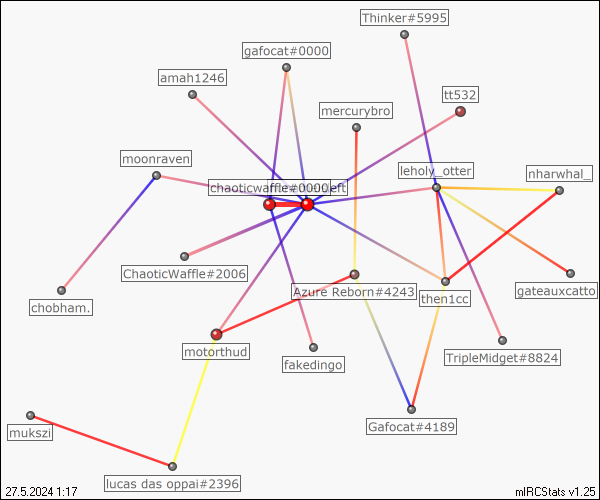 Thinker#5995
gafocat#0000
amah1246
tt532
mercurybro
moonraven
leholy_otter
nharwhal_
chaoticwaffle#0000
ChaoticWaffle#2006
Azure Reborn#4243
then1cc
gateauxcatto
chobham.
motorthud
fakedingo
TripleMidget#8824
mukszi
Gafocat#4189
lucas das oppai#2396
27.5.2024 1:17
mIRCStats v1.25